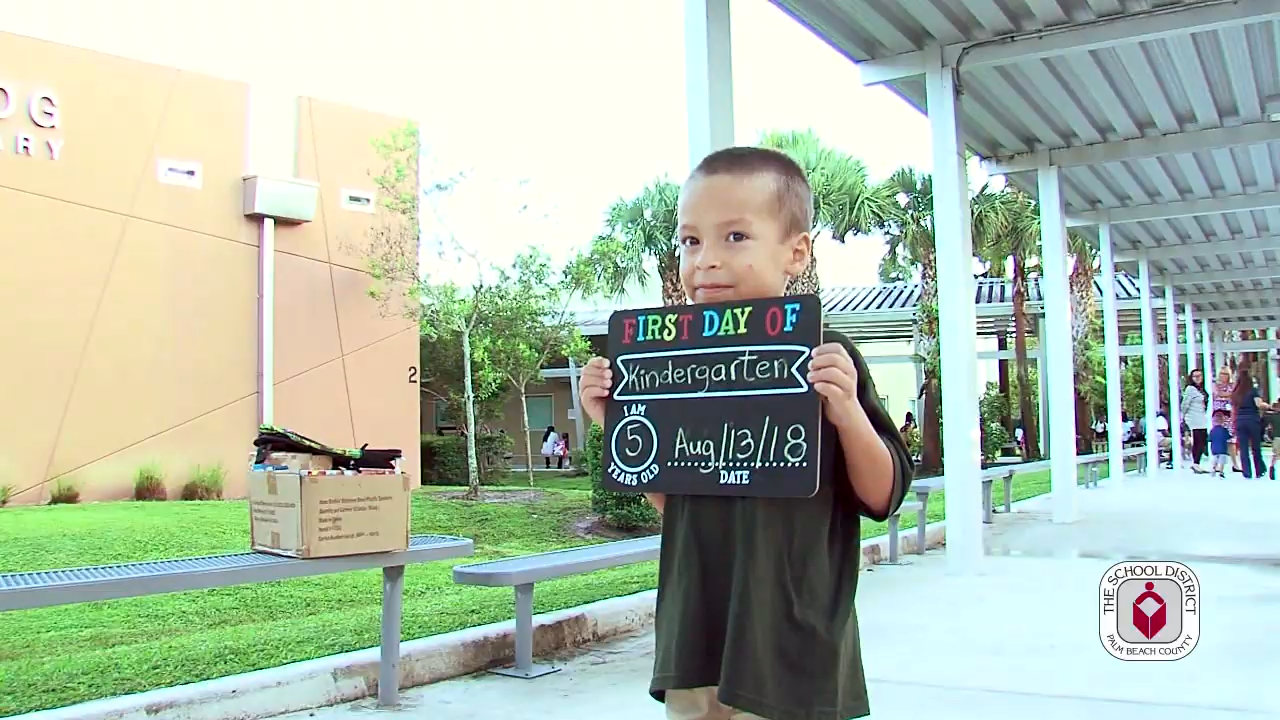 FIRST DAY OF
Kindergarten
I AM
5
YEARS OLD
Aug/13/18
DATE
OG
ARY
2
THE SCHOOL DISTRICT
PALM BEACH COUNTY